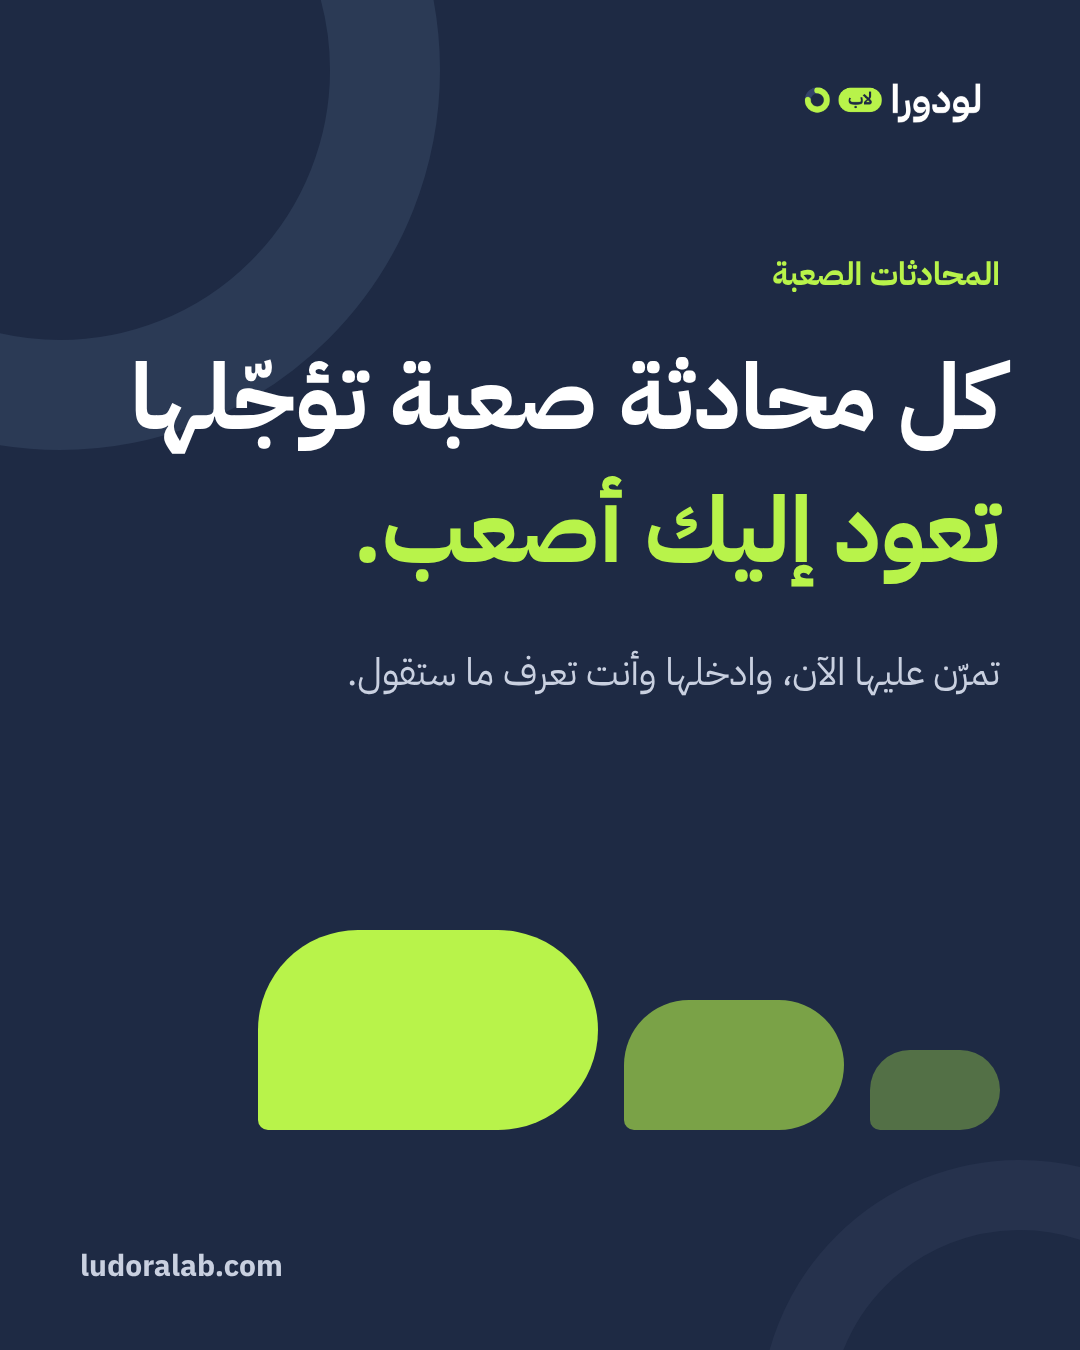 لودورا لاب
المحادثات الصعبة
كل محادثة صعبة تؤجّلها
تعود إليك أصعب.
تمرّن عليها الآن، وادخلها وأنت تعرف ما ستقول.
ludoralab.com